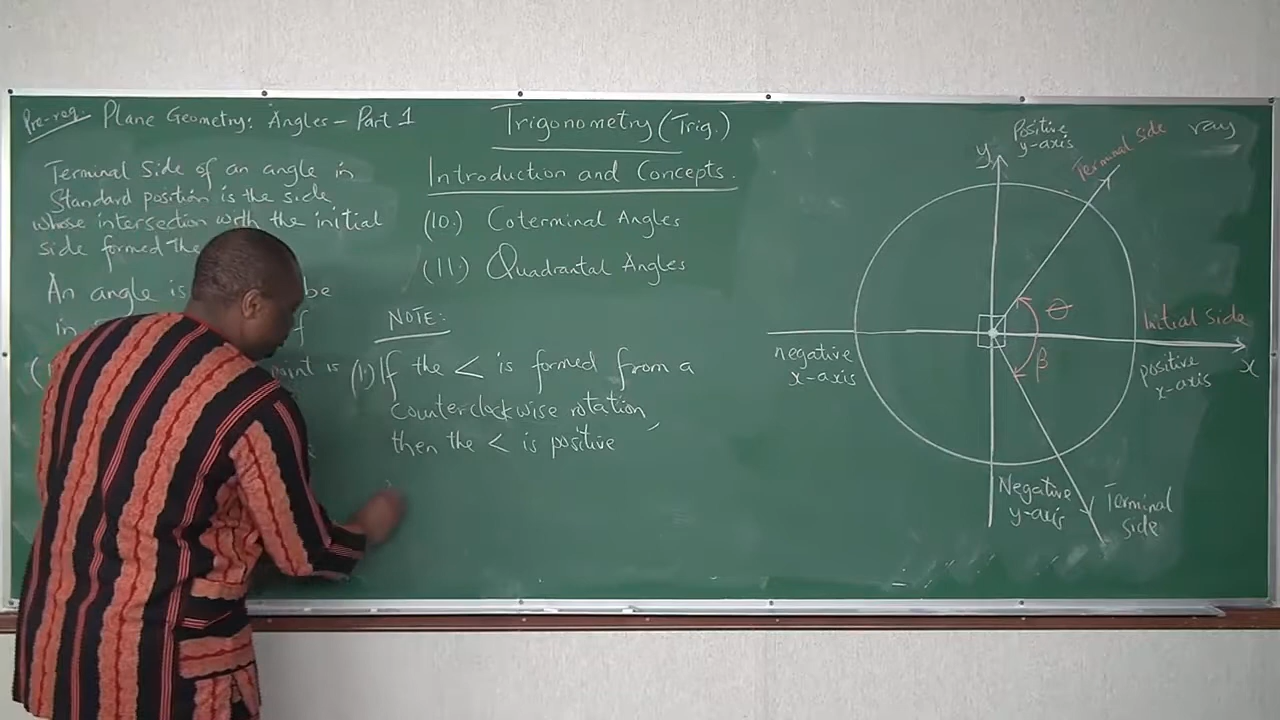 Pre-req: Plane Geometry: Angles – Part 1
Terminal Side of an angle in
Standard position is the side
whose intersection with the initial
side formed the
An angle is be
in
point is
Trigonometry (Trig.)
Introduction and Concepts.
(10.) Coterminal Angles
(11.) Quadrantal Angles
NOTE:
(1.) If the < is formed from a
counterclockwise rotation,
then the < is positive
y
Positive
y-axis
Terminal side
ray
θ
Initial side
negative
x-axis
β
positive
x-axis
x
Negative
y-axis
Terminal
side